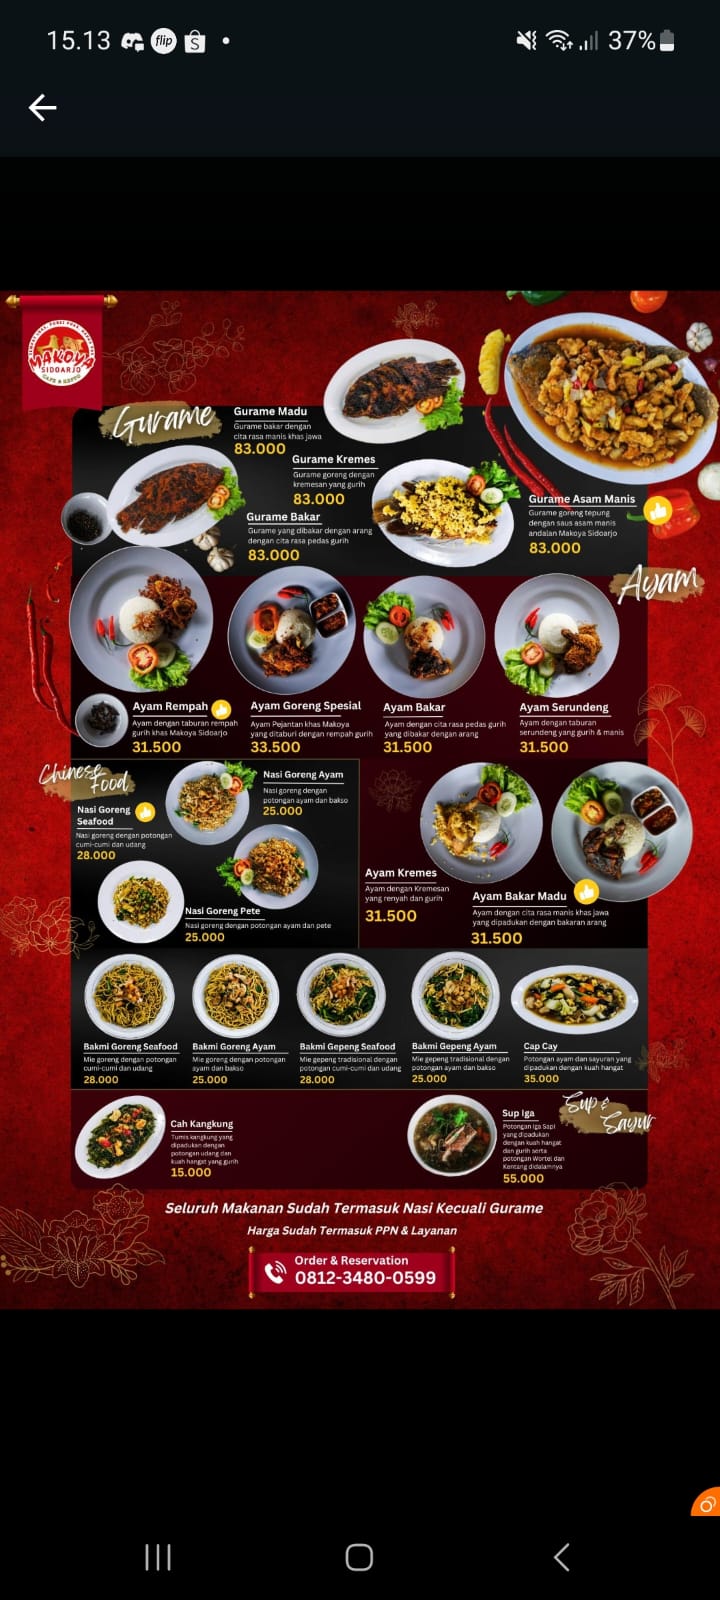 15.13
flip
S
37%
MAKOYA
SIDOARJO
CAFE & RESTO
Gurame
Gurame Madu
Gurame bakar dengan
cita rasa manis khas jawa
83.000
Gurame Kremes
Gurame goreng dengan
kremesan yang gurih
83.000
Gurame Bakar
Gurame yang dibakar dengan arang
dengan cita rasa pedas gurih
83.000
Gurame Asam Manis
Gurame goreng tepung
dengan saus asam manis
andalan Makoya Sidoarjo
83.000
Ayam
Ayam Rempah
Ayam dengan taburan rempah
gurih khas Makoya Sidoarjo
31.500
Ayam Goreng Spesial
Ayam Pejantan khas Makoya
yang ditaburi dengan rempah gurih
33.500
Ayam Bakar
Ayam dengan cita rasa pedas gurih
yang dibakar dengan arang
31.500
Ayam Serundeng
Ayam dengan taburan
serundeng yang gurih & manis
31.500
Chinese
Food
Nasi Goreng
Seafood
Nasi goreng dengan potongan
cumi-cumi dan udang
28.000
Nasi Goreng Ayam
Nasi goreng dengan
potongan ayam dan bakso
25.000
Nasi Goreng Pete
Nasi goreng dengan potongan ayam dan pete
25.000
Ayam Kremes
Ayam dengan Kremesan
yang renyah dan gurih
31.500
Ayam Bakar Madu
Ayam dengan cita rasa manis khas jawa
yang dipadukan dengan bakaran arang
31.500
Bakmi Goreng Seafood
Mie goreng dengan potongan
cumi-cumi dan udang
28.000
Bakmi Goreng Ayam
Mie goreng dengan potongan
ayam dan bakso
25.000
Bakmi Gepeng Seafood
Mie gepeng tradisional dengan
potongan cumi-cumi dan udang
28.000
Bakmi Gepeng Ayam
Mie gepeng tradisional dengan
potongan ayam dan bakso
25.000
Cap Cay
Potongan ayam dan sayuran yang
dipadukan dengan kuah hangat
35.000
Sup &
Sayur
Cah Kangkung
Tumis kangkung yang
dipadukan dengan
potongan udang dan
kuah hangat yang gurih
15.000
Sup Iga
Potongan Iga Sapi
yang dipadukan
dengan kuah hangat
dan gurih serta
potongan Wortel dan
Kentang didalamnya
55.000
Seluruh Makanan Sudah Termasuk Nasi Kecuali Gurame
Harga Sudah Termasuk PPN & Layanan
Order & Reservation
0812-3480-0599